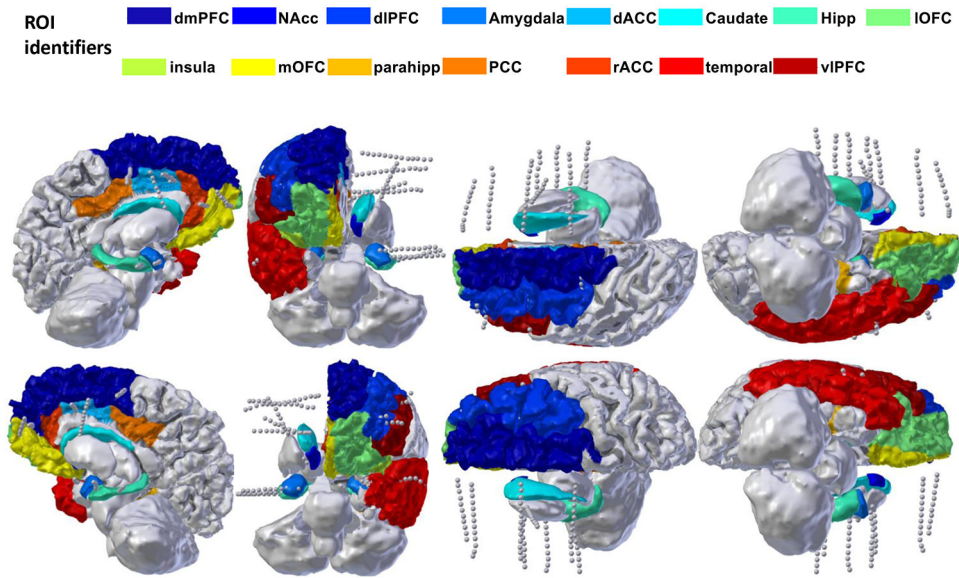 ROI identifiers
dmPFC NAcc dlPFC Amygdala dACC Caudate Hipp lOFC
insula mOFC parahipp PCC rACC temporal vlPFC